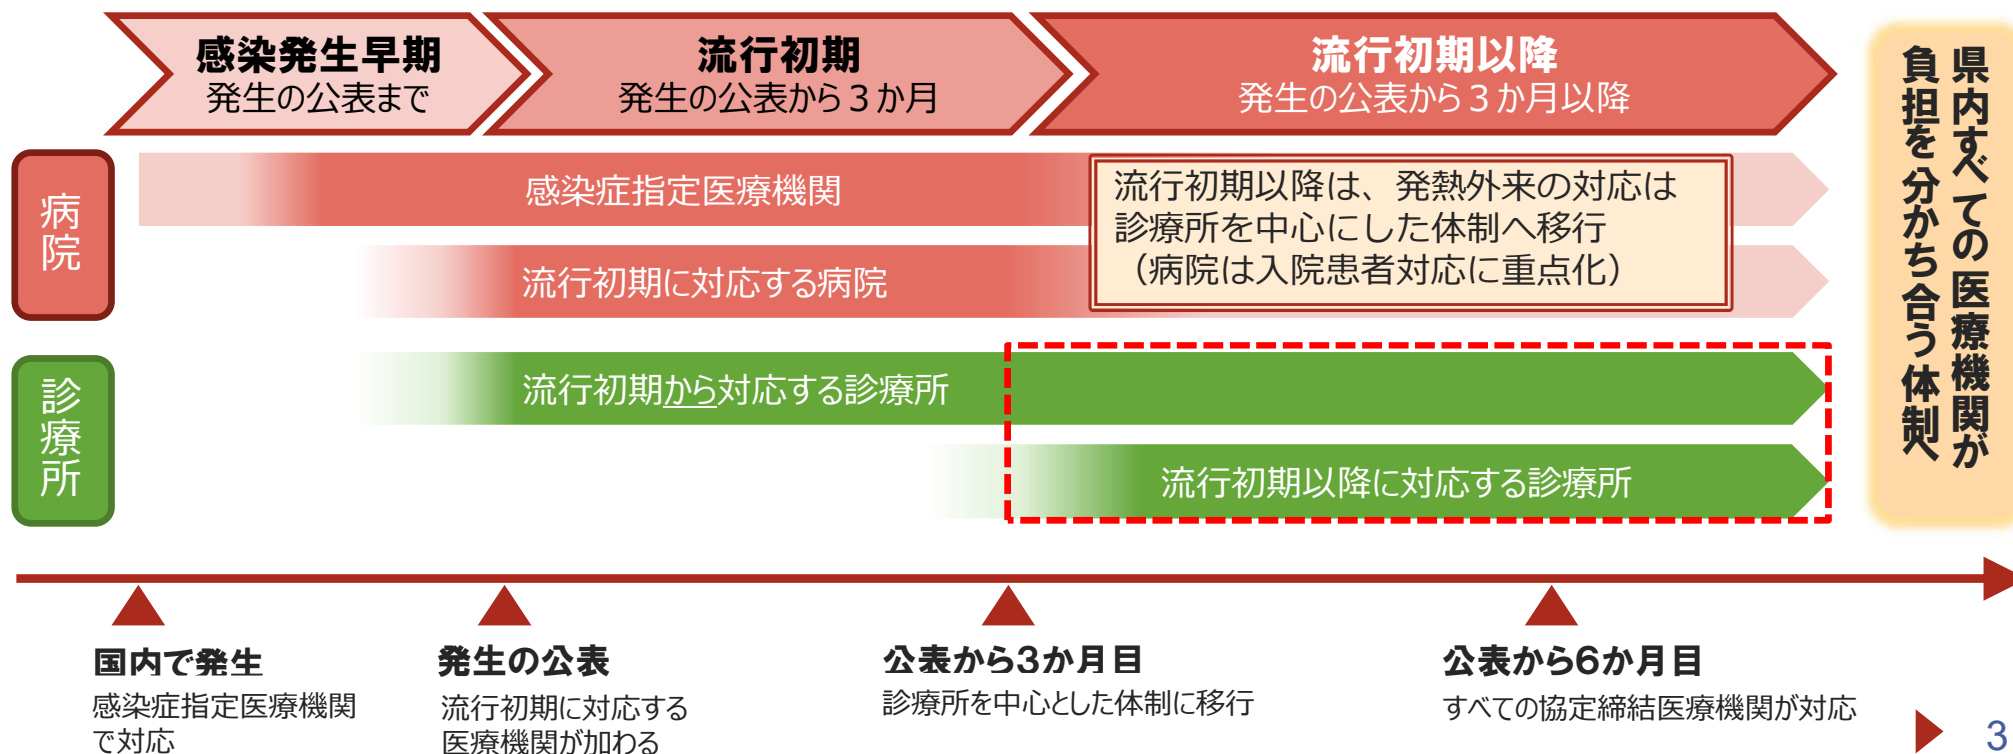 感染発生早期
発生の公表まで
流行初期
発生の公表から３か月
流行初期以降
発生の公表から３か月以降
県内すべての医療機関が
負担を分かち合う体制へ
病院
感染症指定医療機関
流行初期に対応する病院
流行初期以降は、発熱外来の対応は
診療所を中心にした体制へ移行
（病院は入院患者対応に重点化）
診療所
流行初期から対応する診療所
流行初期以降に対応する診療所
国内で発生
感染症指定医療機関
で対応
発生の公表
流行初期に対応する
医療機関が加わる
公表から3か月目
診療所を中心とした体制に移行
公表から6か月目
すべての協定締結医療機関が対応
3